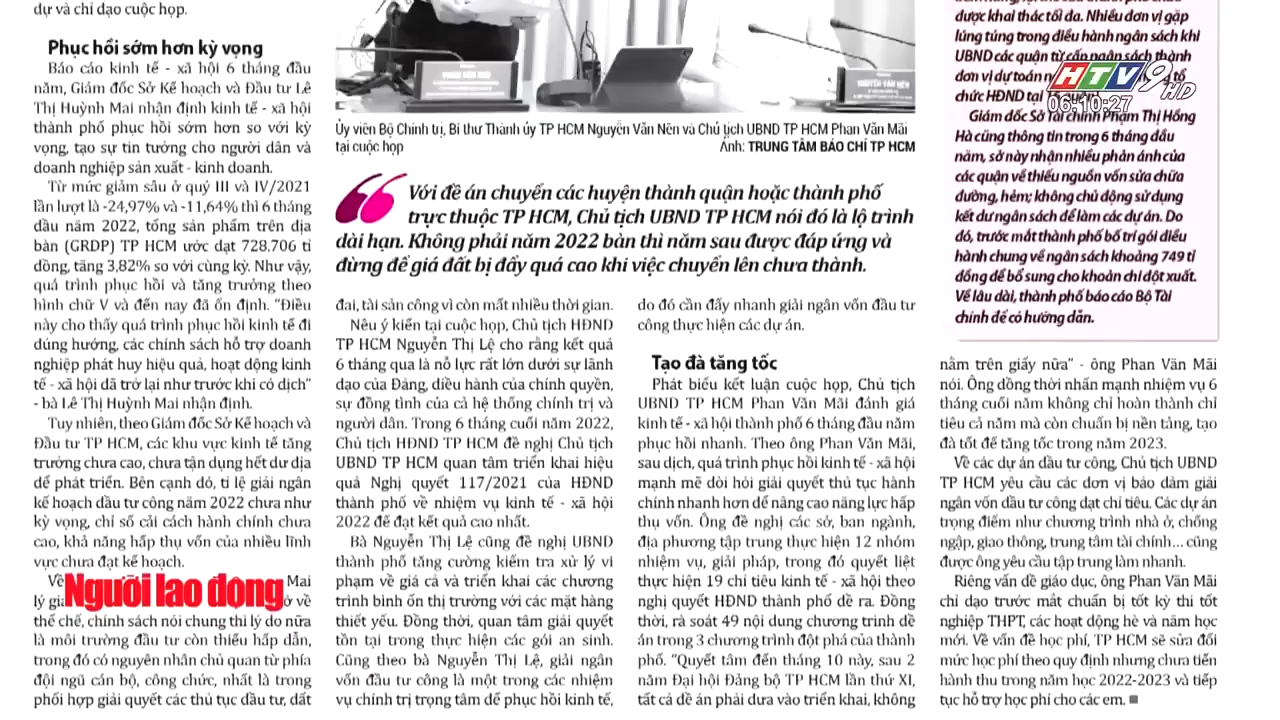 dự và chỉ đạo cuộc họp.
Phục hồi sớm hơn kỳ vọng
Báo cáo kinh tế - xã hội 6 tháng đầu
năm, Giám đốc Sở Kế hoạch và Đầu tư Lê
Thị Huỳnh Mai nhận định kinh tế - xã hội
thành phố phục hồi sớm hơn so với kỳ
vọng, tạo sự tin tưởng cho người dân và
doanh nghiệp sản xuất - kinh doanh.
Từ mức giảm sâu ở quý III và IV/2021
lần lượt là -24,97% và -11,64% thì 6 tháng
đầu năm 2022, tổng sản phẩm trên địa
bàn (GRDP) TP HCM ước đạt 728.706 tỉ
đồng, tăng 3,82% so với cùng kỳ. Như vậy,
quá trình phục hồi và tăng trưởng theo
hình chữ V và đến nay đã ổn định. "Điều
này cho thấy quá trình phục hồi kinh tế đi
đúng hướng, các chính sách hỗ trợ doanh
nghiệp phát huy hiệu quả, hoạt động kinh
tế - xã hội đã trở lại như trước khi có dịch"
- bà Lê Thị Huỳnh Mai nhận định.
Tuy nhiên, theo Giám đốc Sở Kế hoạch và
Đầu tư TP HCM, các khu vực kinh tế tăng
trưởng chưa cao, chưa tận dụng hết dư địa
để phát triển. Bên cạnh đó, tỉ lệ giải ngân
kế hoạch đầu tư công năm 2022 chưa như
kỳ vọng, chỉ số cải cách hành chính chưa
cao, khả năng hấp thụ vốn của nhiều lĩnh
vực chưa đạt kế hoạch.
Về Mai
lý gi ở về
Người lao động
thể chế, chính sách nói chung thì lý do nữa
là môi trường đầu tư còn thiếu hấp dẫn,
trong đó có nguyên nhân chủ quan từ phía
đội ngũ cán bộ, công chức, nhất là trong
phối hợp giải quyết các thủ tục đầu tư, đất
Ủy viên Bộ Chính trị, Bí thư Thành ủy TP HCM Nguyễn Văn Nên và Chủ tịch UBND TP HCM Phan Văn Mãi
tại cuộc họp Ảnh: TRUNG TÂM BÁO CHÍ TP HCM
Với đề án chuyển các huyện thành quận hoặc thành phố
trực thuộc TP HCM, Chủ tịch UBND TP HCM nói đó là lộ trình
dài hạn. Không phải năm 2022 bàn thì năm sau được đáp ứng và
đừng để giá đất bị đẩy quá cao khi việc chuyển lên chưa thành.
đai, tài sản công vì còn mất nhiều thời gian.
Nêu ý kiến tại cuộc họp, Chủ tịch HĐND
TP HCM Nguyễn Thị Lệ cho rằng kết quả
6 tháng qua là nỗ lực rất lớn dưới sự lãnh
đạo của Đảng, điều hành của chính quyền,
sự đồng tình của cả hệ thống chính trị và
người dân. Trong 6 tháng cuối năm 2022,
Chủ tịch HĐND TP HCM đề nghị Chủ tịch
UBND TP HCM quan tâm triển khai hiệu
quả Nghị quyết 117/2021 của HĐND
thành phố về nhiệm vụ kinh tế - xã hội
2022 để đạt kết quả cao nhất.
Bà Nguyễn Thị Lệ cũng đề nghị UBND
thành phố tăng cường kiểm tra xử lý vi
phạm về giá cả và triển khai các chương
trình bình ổn thị trường với các mặt hàng
thiết yếu. Đồng thời, quan tâm giải quyết
tồn tại trong thực hiện các gói an sinh.
Cũng theo bà Nguyễn Thị Lệ, giải ngân
vốn đầu tư công là một trong các nhiệm
vụ chính trị trọng tâm để phục hồi kinh tế,
do đó cần đẩy nhanh giải ngân vốn đầu tư
công thực hiện các dự án.
Tạo đà tăng tốc
Phát biểu kết luận cuộc họp, Chủ tịch
UBND TP HCM Phan Văn Mãi đánh giá
kinh tế - xã hội thành phố 6 tháng đầu năm
phục hồi nhanh. Theo ông Phan Văn Mãi,
sau dịch, quá trình phục hồi kinh tế - xã hội
mạnh mẽ đòi hỏi giải quyết thủ tục hành
chính nhanh hơn để nâng cao năng lực hấp
thụ vốn. Ông đề nghị các sở, ban ngành,
địa phương tập trung thực hiện 12 nhóm
nhiệm vụ, giải pháp, trong đó quyết liệt
thực hiện 19 chỉ tiêu kinh tế - xã hội theo
nghị quyết HĐND thành phố đề ra. Đồng
thời, rà soát 49 nội dung chương trình đề
án trong 3 chương trình đột phá của thành
phố. "Quyết tâm đến tháng 10 này, sau 2
năm Đại hội Đảng bộ TP HCM lần thứ XI,
tất cả đề án phải đưa vào triển khai, không
được khai thác tối đa. Nhiều đơn vị gặp
lúng túng trong điều hành ngân sách khi
UBND các quận từ cấp ngân sách thành
đơn vị dự toán tổ
chức HĐND tại
HTV9 HD
06:10:27
Giám đốc Sở Tài chính Phạm Thị Hồng
Hà cũng thông tin trong 6 tháng đầu
năm, sở này nhận nhiều phản ánh của
các quận về thiếu nguồn vốn sửa chữa
đường, hẻm; không chủ động sử dụng
kết dư ngân sách để làm các dự án. Do
đó, trước mắt thành phố bố trí gói điều
hành chung về ngân sách khoảng 749 tỉ
đồng để bổ sung cho khoản chi đột xuất.
Về lâu dài, thành phố báo cáo Bộ Tài
chính để có hướng dẫn.
nằm trên giấy nữa" - ông Phan Văn Mãi
nói. Ông đồng thời nhấn mạnh nhiệm vụ 6
tháng cuối năm không chỉ hoàn thành chỉ
tiêu cả năm mà còn chuẩn bị nền tảng, tạo
đà tốt để tăng tốc trong năm 2023.
Về các dự án đầu tư công, Chủ tịch UBND
TP HCM yêu cầu các đơn vị bảo đảm giải
ngân vốn đầu tư công đạt chỉ tiêu. Các dự án
trọng điểm như chương trình nhà ở, chống
ngập, giao thông, trung tâm tài chính... cũng
được ông yêu cầu tập trung làm nhanh.
Riêng vấn đề giáo dục, ông Phan Văn Mãi
chỉ đạo trước mắt chuẩn bị tốt kỳ thi tốt
nghiệp THPT, các hoạt động hè và năm học
mới. Về vấn đề học phí, TP HCM sẽ sửa đổi
mức học phí theo quy định nhưng chưa tiến
hành thu trong năm học 2022-2023 và tiếp
tục hỗ trợ học phí cho các em.